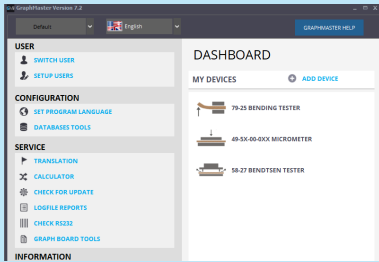 GraphMaster Version 7.2
Default
English
GRAPHMASTER HELP
USER
SWITCH USER
SETUP USERS
CONFIGURATION
SET PROGRAM LANGUAGE
DATABASES TOOLS
SERVICE
TRANSLATION
CALCULATOR
CHECK FOR UPDATE
LOGFILE REPORTS
CHECK RS232
GRAPH BOARD TOOLS
INFORMATION
DASHBOARD
MY DEVICES
ADD DEVICE
79-25 BENDING TESTER
49-5X-00-0XX MICROMETER
58-27 BENDTSEN TESTER